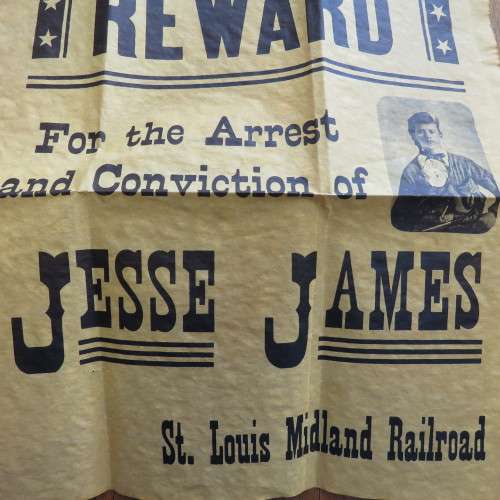 REWARD
For the Arrest
and Conviction of
JESSE JAMES
St. Louis Midland Railroad